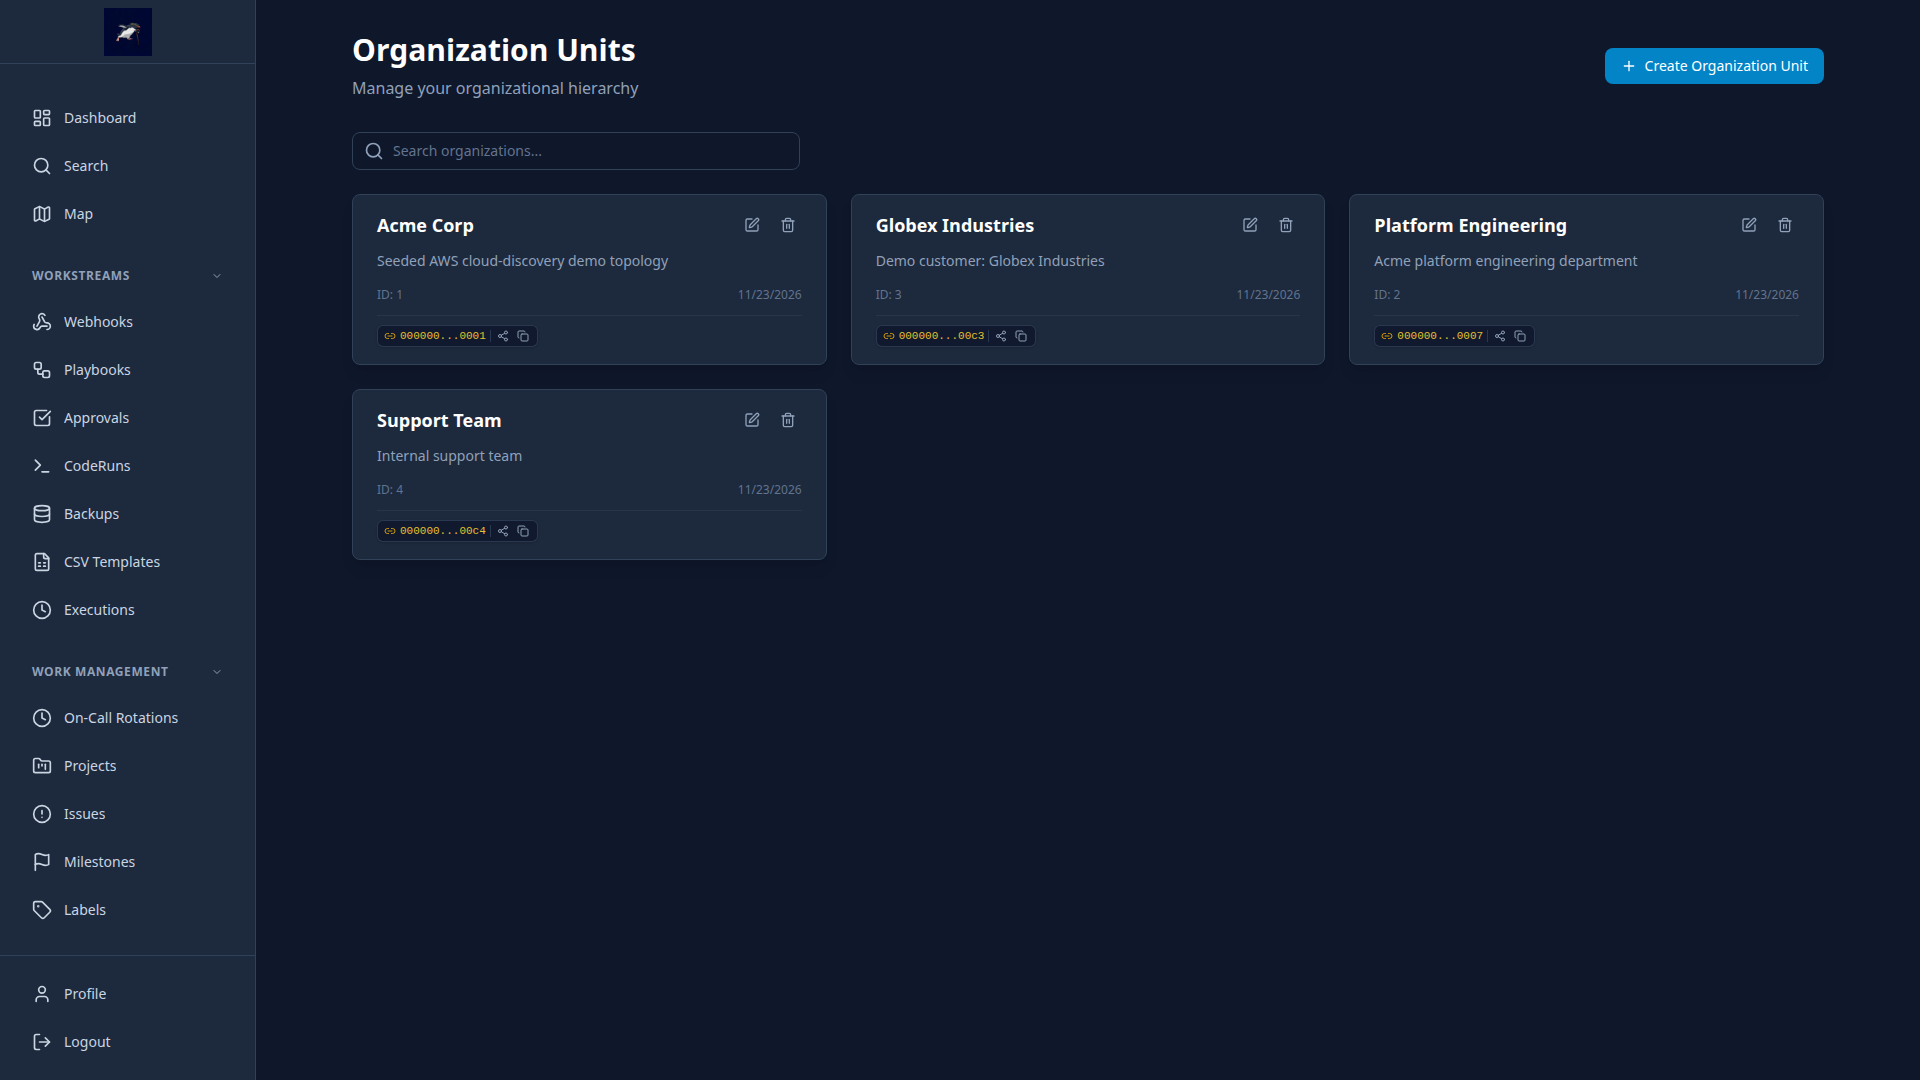 Dashboard
Search
Map
WORKSTREAMS
Webhooks
Playbooks
Approvals
CodeRuns
Backups
CSV Templates
Executions
WORK MANAGEMENT
On-Call Rotations
Projects
Issues
Milestones
Labels
Profile
Logout
Organization Units
Manage your organizational hierarchy
Create Organization Unit
Search organizations...
Acme Corp
Seeded AWS cloud-discovery demo topology
ID: 1 11/23/2026
000000...0001
Globex Industries
Demo customer: Globex Industries
ID: 3 11/23/2026
000000...00c3
Platform Engineering
Acme platform engineering department
ID: 2 11/23/2026
000000...0007
Support Team
Internal support team
ID: 4 11/23/2026
000000...00c4